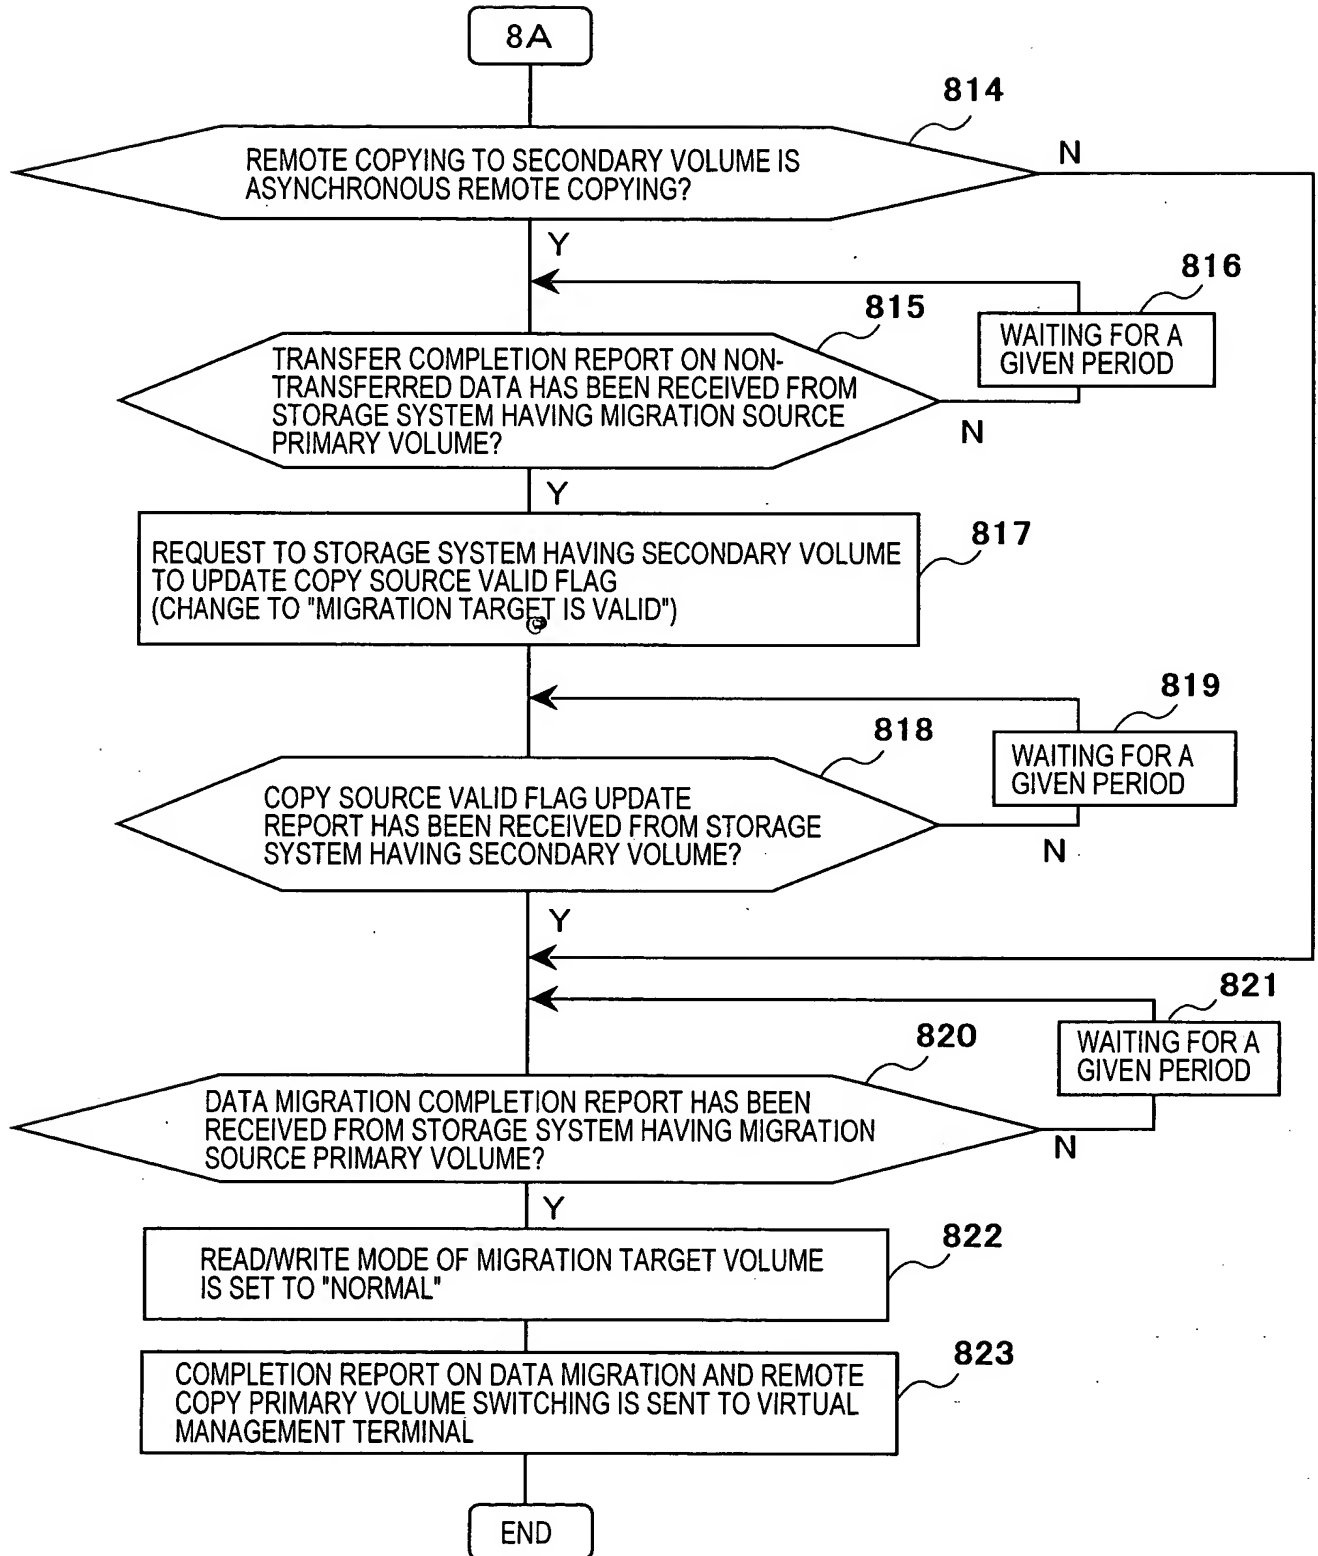 8A
814
REMOTE COPYING TO SECONDARY VOLUME IS
ASYNCHRONOUS REMOTE COPYING?
N
Y
816
WAITING FOR A
GIVEN PERIOD
815
TRANSFER COMPLETION REPORT ON NON-
TRANSFERRED DATA HAS BEEN RECEIVED FROM
STORAGE SYSTEM HAVING MIGRATION SOURCE
PRIMARY VOLUME?
N
Y
817
REQUEST TO STORAGE SYSTEM HAVING SECONDARY VOLUME
TO UPDATE COPY SOURCE VALID FLAG
(CHANGE TO "MIGRATION TARGET IS VALID")
819
WAITING FOR A
GIVEN PERIOD
818
COPY SOURCE VALID FLAG UPDATE
REPORT HAS BEEN RECEIVED FROM STORAGE
SYSTEM HAVING SECONDARY VOLUME?
N
Y
821
WAITING FOR A
GIVEN PERIOD
820
DATA MIGRATION COMPLETION REPORT HAS BEEN
RECEIVED FROM STORAGE SYSTEM HAVING MIGRATION
SOURCE PRIMARY VOLUME?
N
Y
822
READ/WRITE MODE OF MIGRATION TARGET VOLUME
IS SET TO "NORMAL"
823
COMPLETION REPORT ON DATA MIGRATION AND REMOTE
COPY PRIMARY VOLUME SWITCHING IS SENT TO VIRTUAL
MANAGEMENT TERMINAL
END